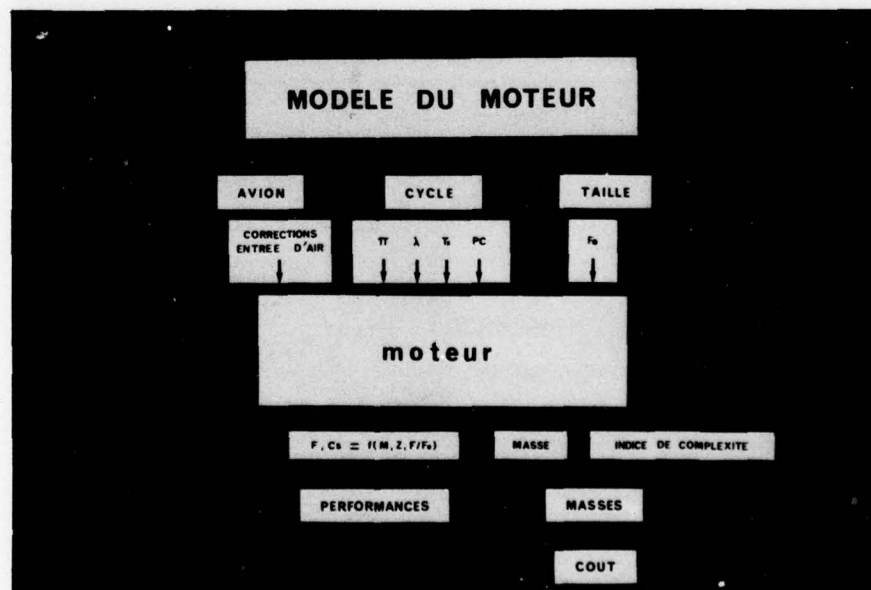 MODELE DU MOTEUR
AVION CYCLE TAILLE
CORRECTIONS
ENTREE D'AIR
π λ T₄ PC F₀
moteur
F, Cs = f(M, Z, F/F₀) MASSE INDICE DE COMPLEXITE
PERFORMANCES MASSES
COUT